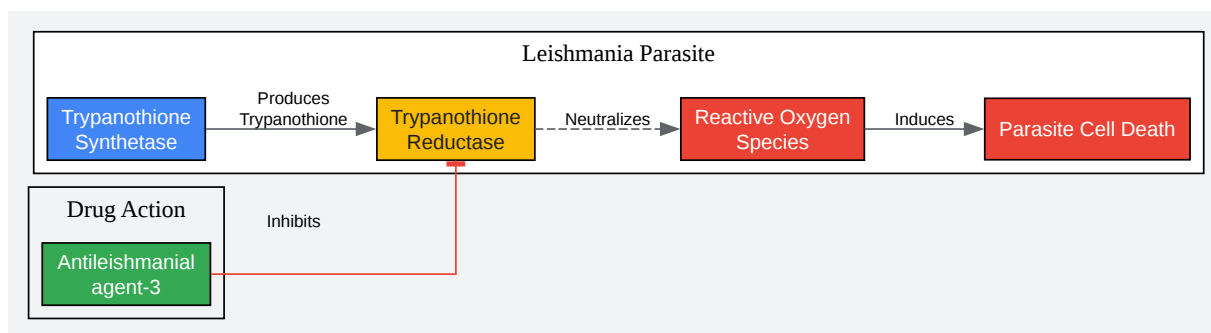 Leishmania Parasite
Trypanothione
Synthetase
Produces
Trypanothione
Trypanothione
Reductase
Neutralizes
Reactive Oxygen
Species
Induces
Parasite Cell Death
Drug Action
Antileishmanial
agent-3
Inhibits